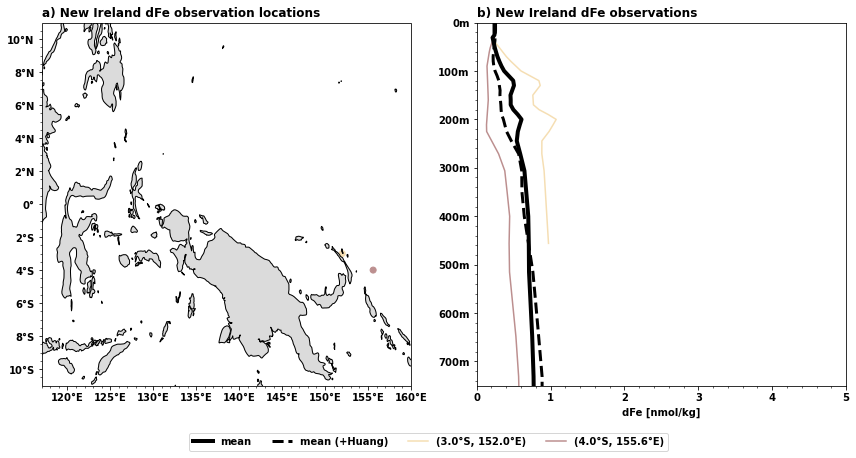 a) New Ireland dFe observation locations
10°N
8°N
6°N
4°N
2°N
0°
2°S
4°S
6°S
8°S
10°S
120°E 125°E 130°E 135°E 140°E 145°E 150°E 155°E 160°E
b) New Ireland dFe observations
0m
100m
200m
300m
400m
500m
600m
700m
0 1 2 3 4 5
dFe [nmol/kg]
mean mean (+Huang) (3.0°S, 152.0°E) (4.0°S, 155.6°E)